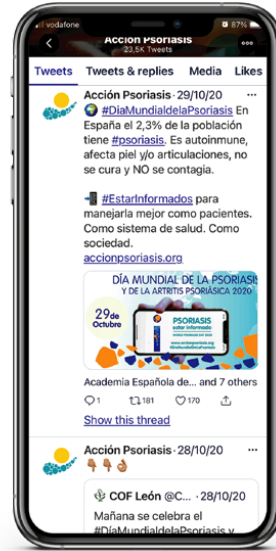 vodafone 87%
Acción Psoriasis
23,5K Tweets
Tweets Tweets & replies Media Likes
Acción Psoriasis · 29/10/20
#DiaMundialdelaPsoriasis En
España el 2,3% de la población
tiene #psoriasis. Es autoinmune,
afecta piel y/o articulaciones, no
se cura y NO se contagia.
#EstarInformados para
manejarla mejor como pacientes.
Como sistema de salud. Como
sociedad.
accionpsoriasis.org
DÍA MUNDIAL DE LA PSORIASIS
Y DE LA ARTRITIS PSORIÁSICA 2020
29 de
Octubre
PSORIASIS
estar informado
www.accionpsoriasis.org
Academia Española de... and 7 others
1 181 170
Show this thread
Acción Psoriasis · 28/10/20
COF León @C... · 28/10/20
Mañana se celebra el
#DíaMundialdelaPsoriasis y